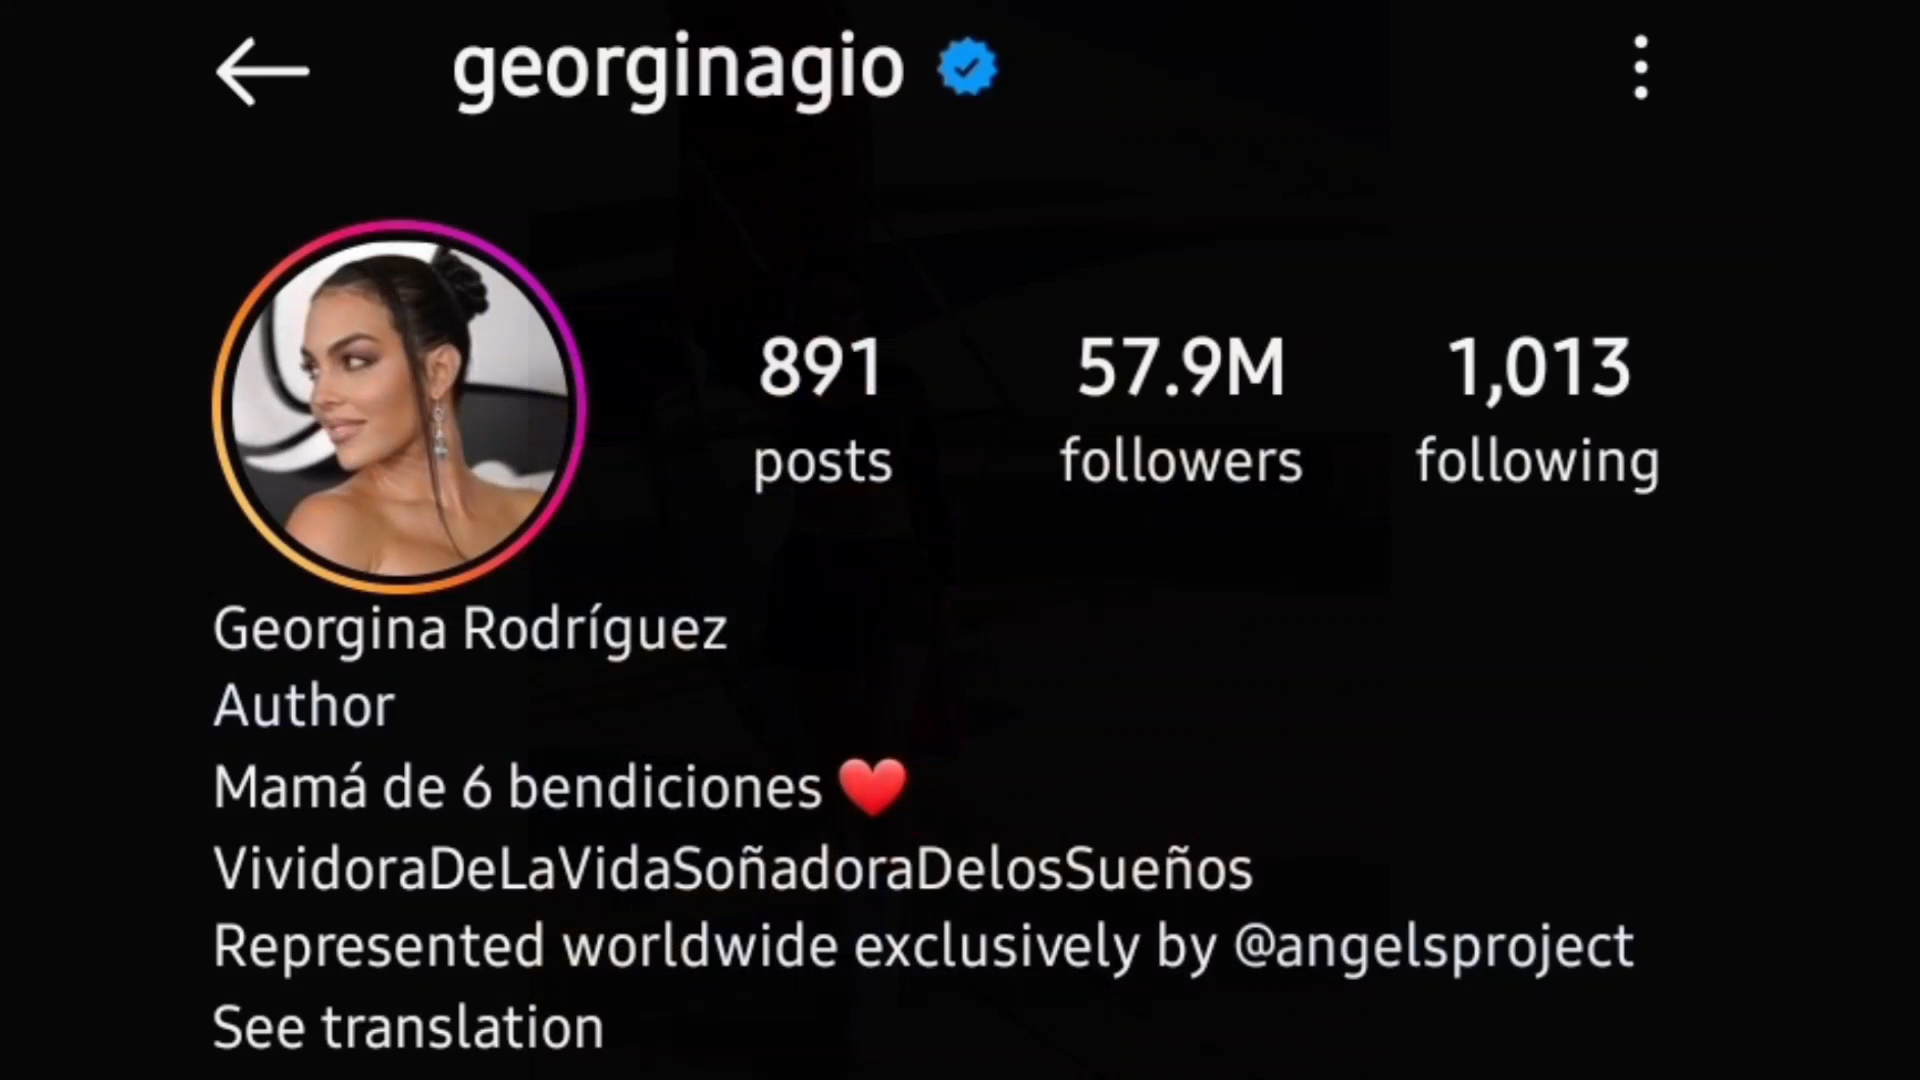 georginagio
891 57.9M 1,013
posts followers following
Georgina Rodríguez
Author
Mamá de 6 bendiciones ❤️
VividoraDeLaVidaSoñadoraDelosSueños
Represented worldwide exclusively by @angelsproject
See translation